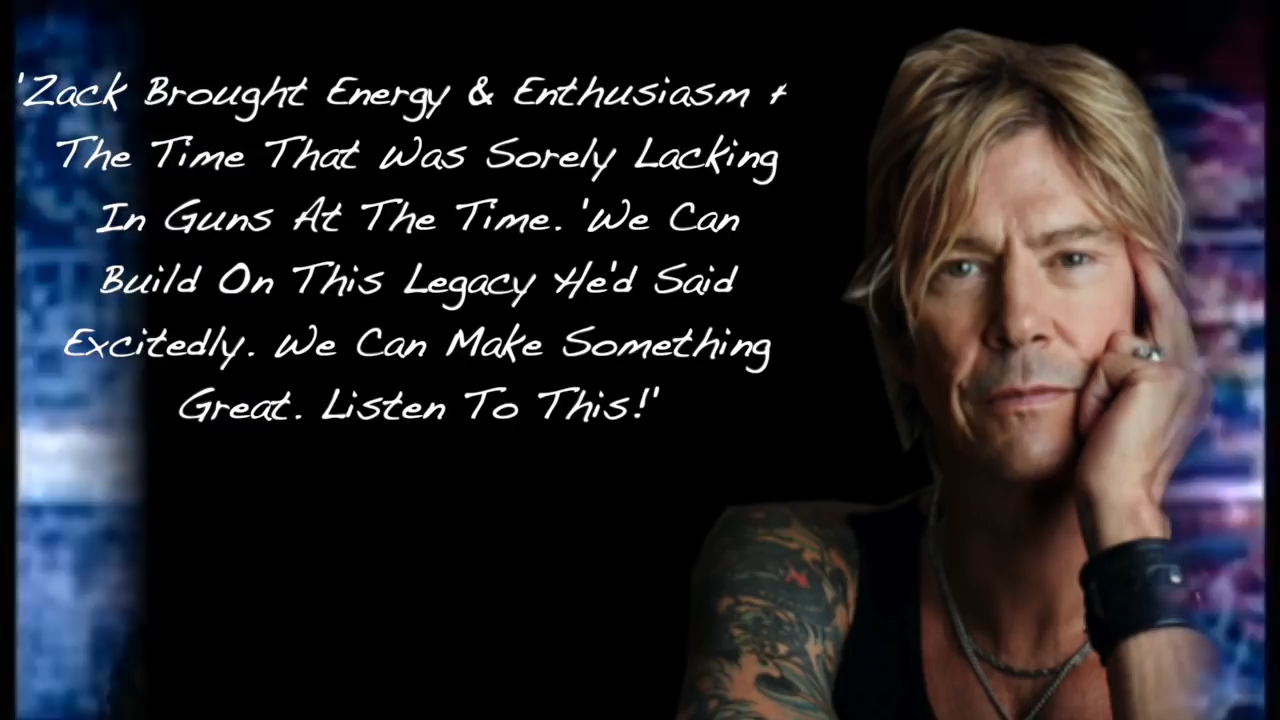 'Zack Brought Energy & Enthusiasm +
The Time That Was Sorely Lacking
In Guns At The Time. 'We Can
Build On This Legacy He'd Said
Excitedly. We Can Make Something
Great. Listen To This!'